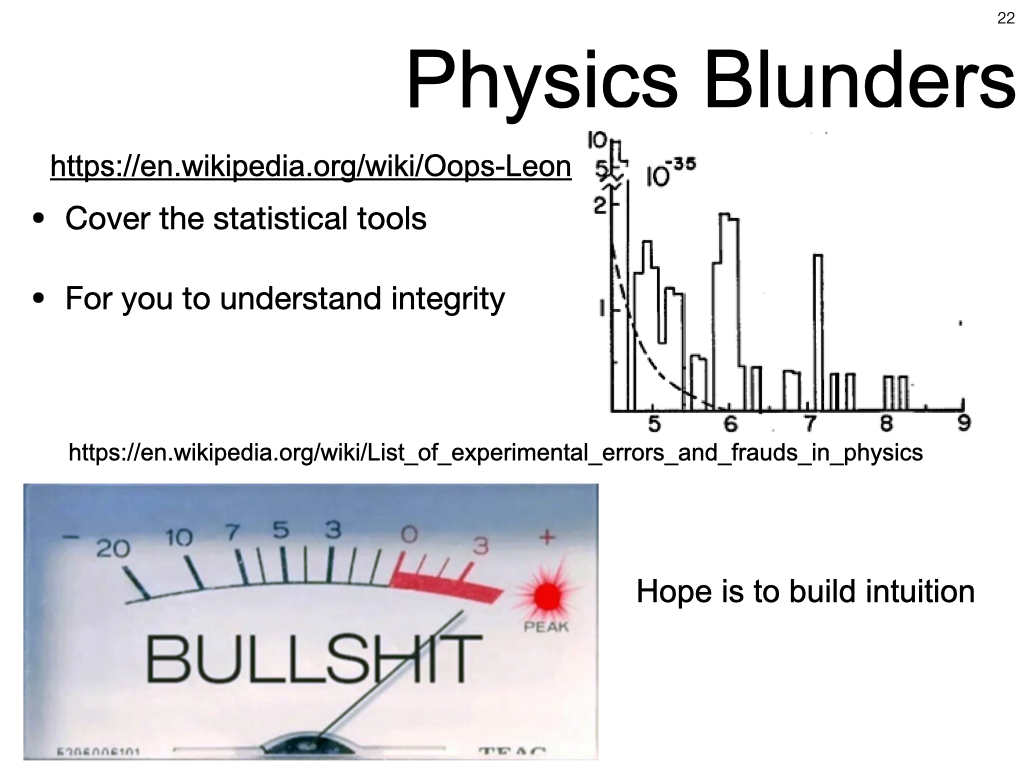 22
Physics Blunders
https://en.wikipedia.org/wiki/Oops-Leon
• Cover the statistical tools
• For you to understand integrity
10
5
10-35
2
1
5 6 7 8 9
https://en.wikipedia.org/wiki/List_of_experimental_errors_and_frauds_in_physics
- 20 10 7 5 3 0 3 +
PEAK
BULLSHIT
TEAC
Hope is to build intuition